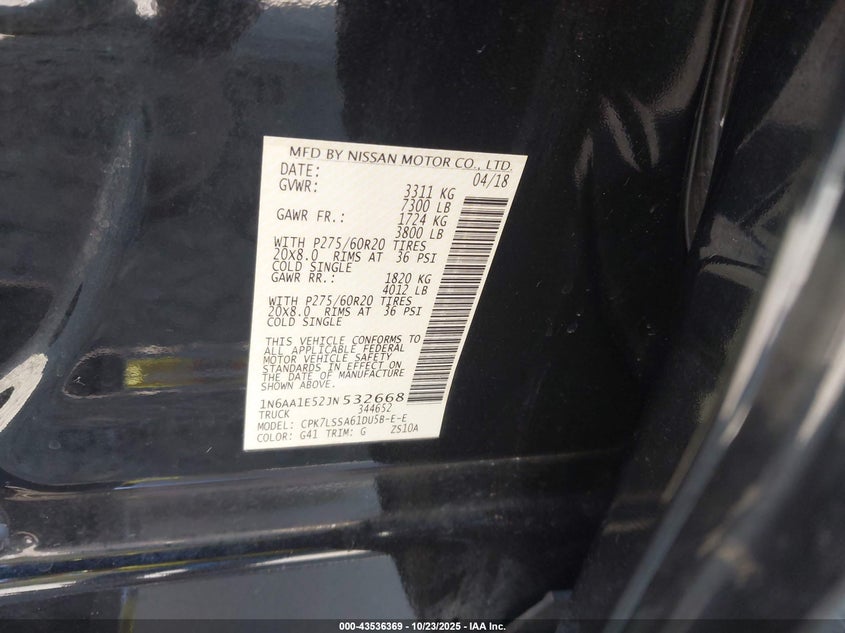 MFD BY NISSAN MOTOR CO., LTD.
DATE: 04/18
GVWR: 3311 KG
7300 LB
GAWR FR.: 1724 KG
3800 LB
WITH P275/60R20 TIRES
20X8.0 RIMS AT 36 PSI
COLD SINGLE
GAWR RR.: 1820 KG
4012 LB
WITH P275/60R20 TIRES
20X8.0 RIMS AT 36 PSI
COLD SINGLE
THIS VEHICLE CONFORMS TO
ALL APPLICABLE FEDERAL
MOTOR VEHICLE SAFETY
STANDARDS IN EFFECT ON
THE DATE OF MANUFACTURE
SHOWN ABOVE.
1N6AA1E52JN532668
TRUCK 344652
MODEL: CPK7LSSA61DU5B-E-E
COLOR: G41 TRIM: G ZS10A
000-43536369 - 10/23/2025 - IAA Inc.